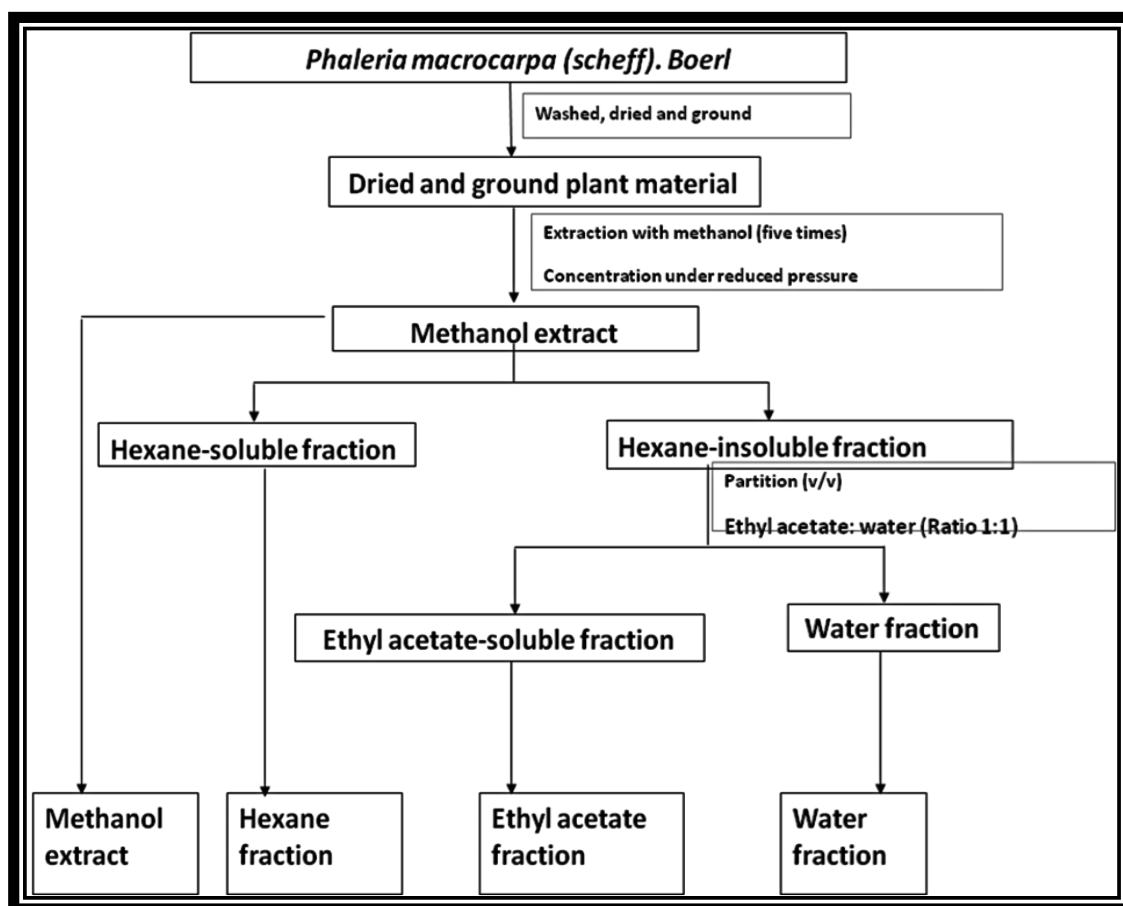 Phaleria macrocarpa (scheff). Boerl
Washed, dried and ground
Dried and ground plant material
Extraction with methanol (five times)
Concentration under reduced pressure
Methanol extract
Hexane-soluble fraction
Hexane-insoluble fraction
Partition (v/v)
Ethyl acetate: water (Ratio 1:1)
Ethyl acetate-soluble fraction
Water fraction
Methanol
extract
Hexane
fraction
Ethyl acetate
fraction
Water
fraction